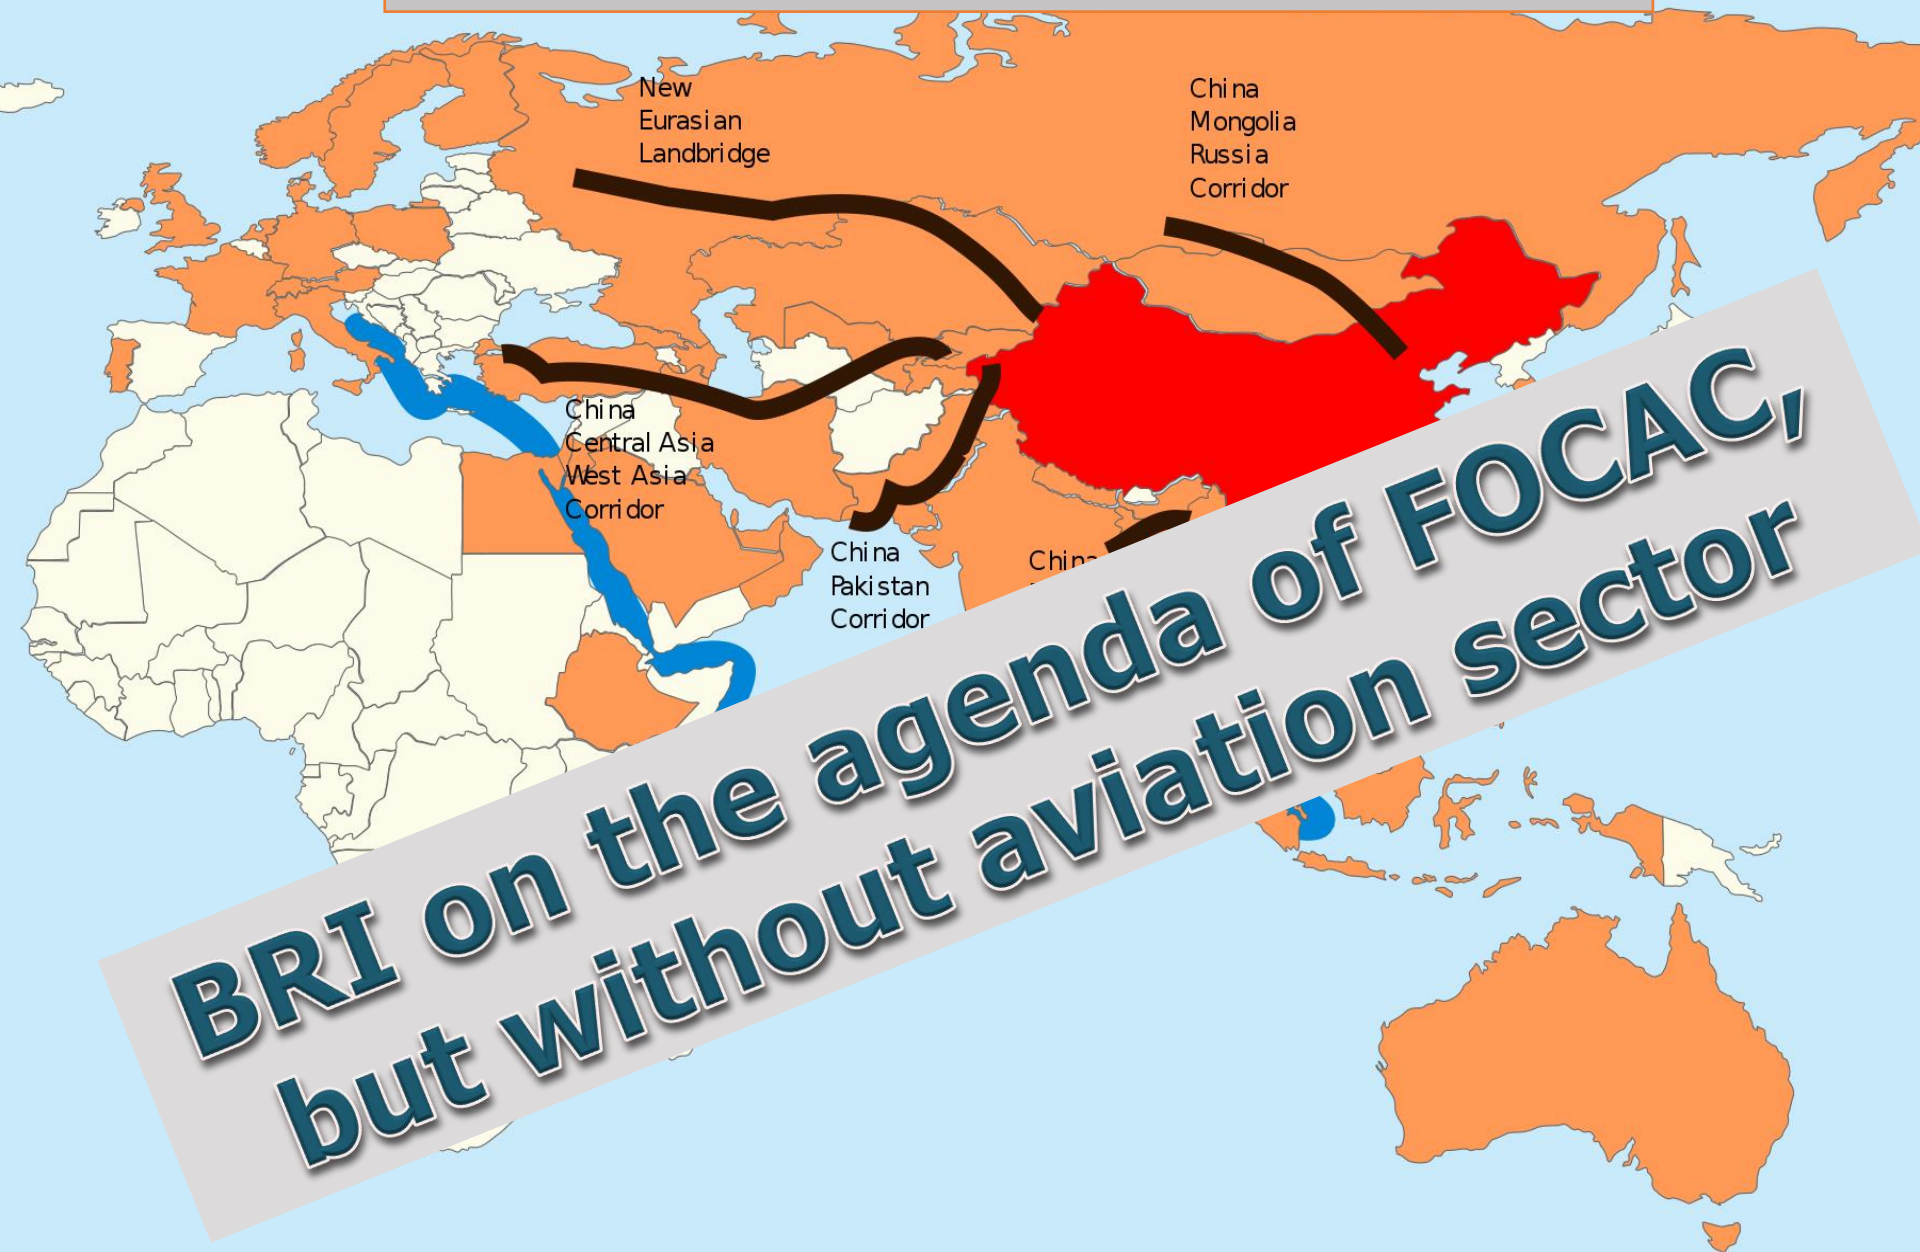 New
Eurasian
Landbridge
China
Mongolia
Russia
Corridor
China
Central Asia
West Asia
Corridor
China
Pakistan
Corridor
China
BRI on the agenda of FOCAC,
but without aviation sector